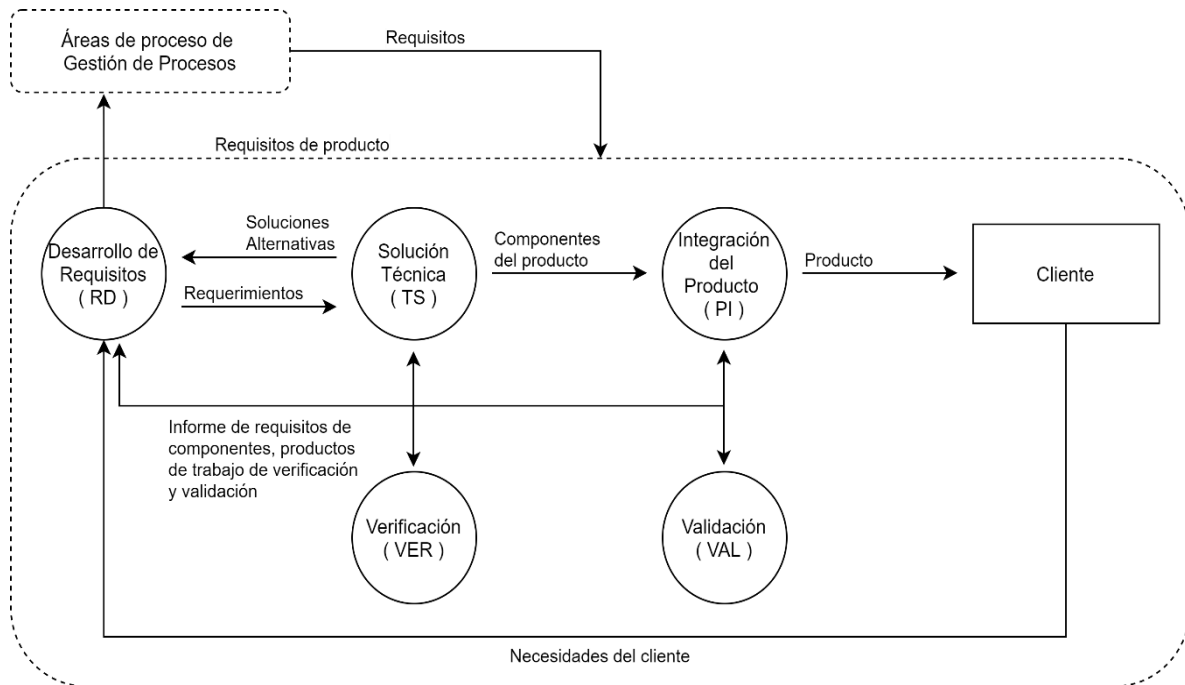 Áreas de proceso de
Gestión de Procesos
Requisitos
Requisitos de producto
Desarrollo de
Requisitos
( RD )
Soluciones
Alternativas
Requerimientos
Solución
Técnica
( TS )
Componentes
del producto
Integración
del
Producto
( PI )
Producto
Cliente
Informe de requisitos de
componentes, productos
de trabajo de verificación
y validación
Verificación
( VER )
Validación
( VAL )
Necesidades del cliente